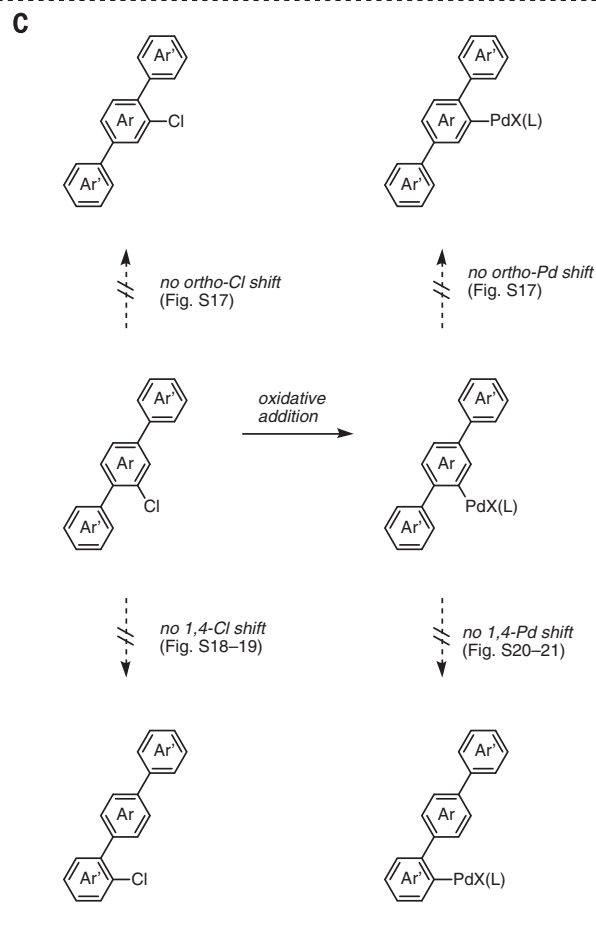 C
Ar'
Ar
Cl
Ar'
Ar'
Ar
PdX(L)
Ar'
no ortho-Cl shift
(Fig. S17)
no ortho-Pd shift
(Fig. S17)
Ar'
Ar
Cl
Ar'
oxidative
addition
Ar'
Ar
PdX(L)
Ar'
no 1,4-Cl shift
(Fig. S18–19)
no 1,4-Pd shift
(Fig. S20–21)
Ar'
Ar
Ar'
Cl
Ar'
Ar
Ar'
PdX(L)